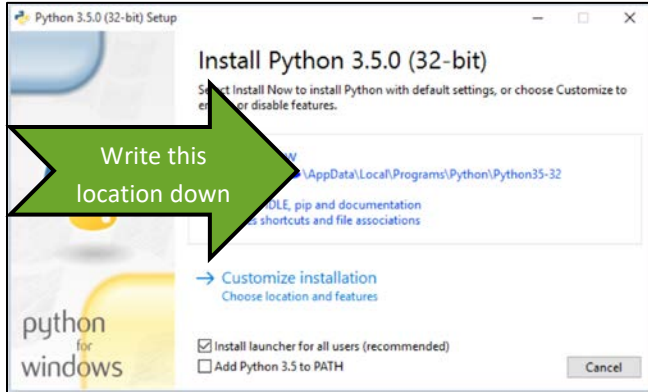 Python 3.5.0 (32-bit) Setup
Install Python 3.5.0 (32-bit)
Select Install Now to install Python with default settings, or choose Customize to
or disable features.
Write this
location down
\AppData\Local\Programs\Python\Python35-32
IDLE, pip and documentation
shortcuts and file associations
→ Customize installation
Choose location and features
Install launcher for all users (recommended)
Add Python 3.5 to PATH
python
for
windows
Cancel